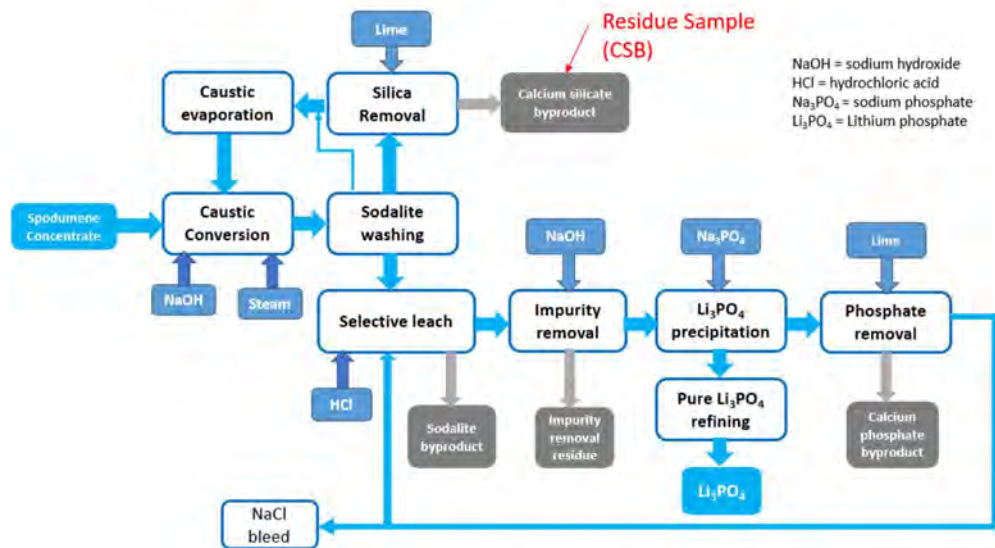 Lime
Residue Sample
(CSB)
Caustic
evaporation
Silica
Removal
Calcium silicate
byproduct
NaOH = sodium hydroxide
HCl = hydrochloric acid
Na₃PO₄ = sodium phosphate
Li₃PO₄ = Lithium phosphate
Spodumene
Concentrate
Caustic
Conversion
Sodalite
washing
NaOH
Steam
NaOH
Na₃PO₄
Lime
Selective leach
Impurity
removal
Li₃PO₄
precipitation
Phosphate
removal
HCl
Sodalite
byproduct
Impurity
removal
residue
Pure Li₃PO₄
refining
Calcium
phosphate
byproduct
Li₃PO₄
NaCl
bleed